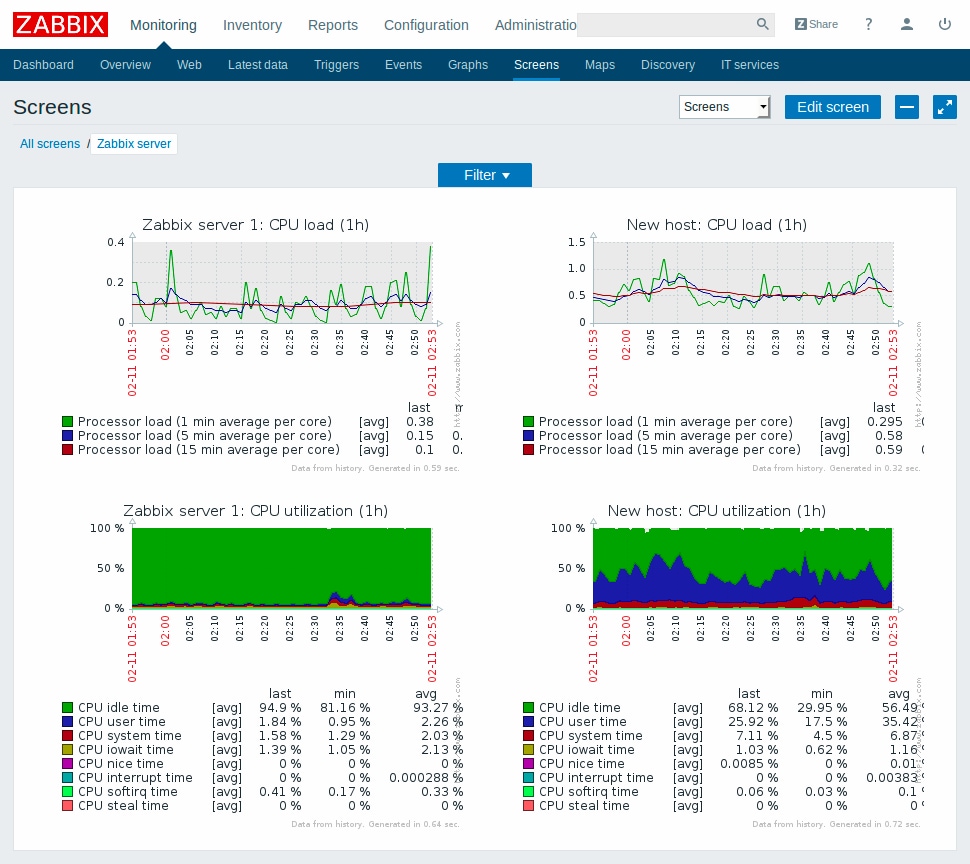 ZABBIX Monitoring Inventory Reports Configuration Administratio Z Share ?
Dashboard Overview Web Latest data Triggers Events Graphs Screens Maps Discovery IT services
Screens Screens Edit screen
All screens / Zabbix server
Filter
Zabbix server 1: CPU load (1h)
0.4
0.2
0
02-11 01:53 02:00 02:05 02:10 02:15 02:20 02:25 02:30 02:35 02:40 02:45 02:50 02-11 02:53
http://www.zabbix.com
last
Processor load (1 min average per core) [avg] 0.38
Processor load (5 min average per core) [avg] 0.15 0.
Processor load (15 min average per core) [avg] 0.1 0.
Data from history. Generated in 0.59 sec.
New host: CPU load (1h)
1.5
1.0
0.5
0
02-11 01:53 02:00 02:05 02:10 02:15 02:20 02:25 02:30 02:35 02:40 02:45 02:50 02-11 02:53
http://www.zabbix.com
last
Processor load (1 min average per core) [avg] 0.295
Processor load (5 min average per core) [avg] 0.58
Processor load (15 min average per core) [avg] 0.59
Data from history. Generated in 0.32 sec.
Zabbix server 1: CPU utilization (1h)
100 %
50 %
0 %
02-11 01:53 02:00 02:05 02:10 02:15 02:20 02:25 02:30 02:35 02:40 02:45 02:50 02-11 02:53
http://www.zabbix.com
last min avg
CPU idle time [avg] 94.9 % 81.16 % 93.27 %
CPU user time [avg] 1.84 % 0.95 % 2.26 %
CPU system time [avg] 1.58 % 1.29 % 2.03 %
CPU iowait time [avg] 1.39 % 1.05 % 2.13 %
CPU nice time [avg] 0 % 0 % 0 %
CPU interrupt time [avg] 0 % 0 % 0.000288 %
CPU softirq time [avg] 0.41 % 0.17 % 0.33 %
CPU steal time [avg] 0 % 0 % 0 %
Data from history. Generated in 0.64 sec.
New host: CPU utilization (1h)
100 %
50 %
0 %
02-11 01:53 02:00 02:05 02:10 02:15 02:20 02:25 02:30 02:35 02:40 02:45 02:50 02-11 02:53
http://www.zabbix.com
last min avg
CPU idle time [avg] 68.12 % 29.95 % 56.49
CPU user time [avg] 25.92 % 17.5 % 35.42
CPU system time [avg] 7.11 % 4.5 % 6.87
CPU iowait time [avg] 1.03 % 0.62 % 1.16
CPU nice time [avg] 0.0085 % 0 % 0.01
CPU interrupt time [avg] 0 % 0 % 0.00383
CPU softirq time [avg] 0.06 % 0.03 % 0.1
CPU steal time [avg] 0 % 0 % 0
Data from history. Generated in 0.72 sec.